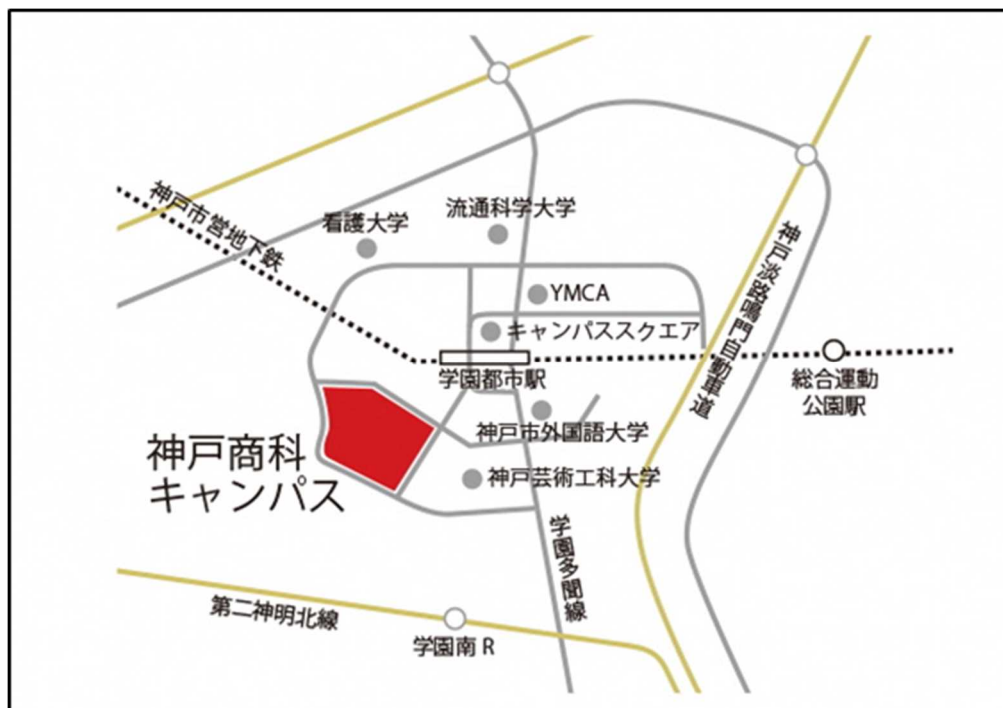 神戸市営地下鉄
看護大学
流通科学大学
YMCA
キャンパススクエア
神戸淡路鳴門自動車道
学園都市駅
総合運動
公園駅
神戸市外国語大学
神戸商科
キャンパス
神戸芸術工科大学
学園多聞線
第二神明北線
学園南 R